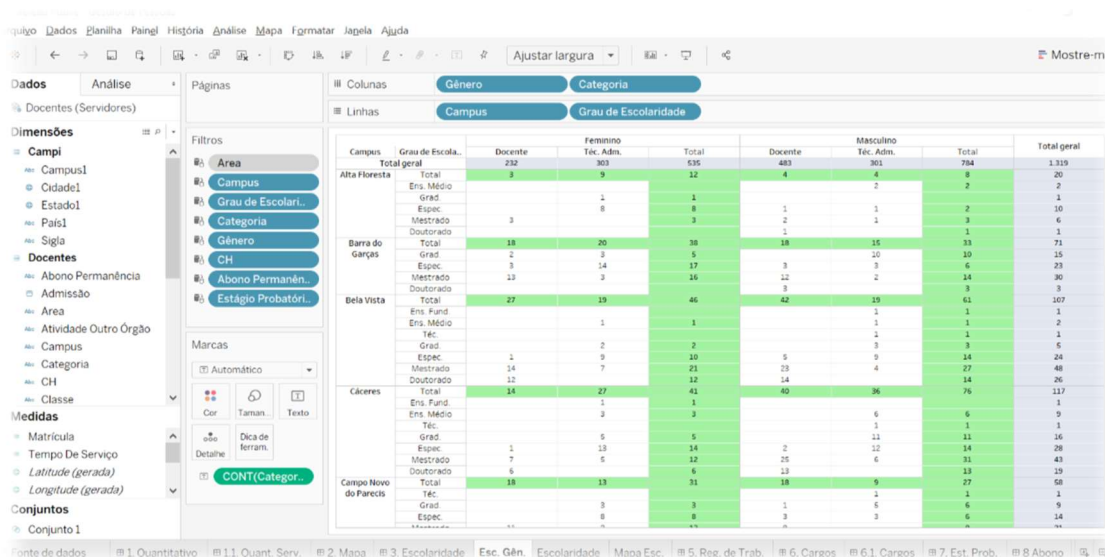 quivo Dados Planilha Painel História Análise Mapa Formatar Janela Ajuda
Ajustar largura Mostre-m
Dados Análise
Docentes (Servidores)
Dimensões
Campi
Abc Campus1
Cidade1
Estado1
Abc País1
Abc Sigla
Docentes
Abc Abono Permanência
Admissão
Abc Area
Abc Atividade Outro Órgão
Abc Campus
Abc Categoria
Abc CH
Abc Classe
Medidas
Matrícula
Tempo De Serviço
Latitude (gerada)
Longitude (gerada)
Conjuntos
Conjunto 1
Páginas
Filtros
Area
Campus
Grau de Escolari..
Categoria
Gênero
CH
Abono Permanên..
Estágio Probatóri..
Marcas
Automático
Cor Taman.. Texto
Detalhe Dica de ferram.
CONT(Categor..
Colunas Gênero Categoria
Linhas Campus Grau de Escolaridade
Feminino Masculino
Campus Grau de Escola.. Docente Téc. Adm. Total Docente Téc. Adm. Total Total geral
Total geral 232 303 535 483 301 784 1.319
Alta Floresta Total 3 9 12 4 4 8 20
Ens. Médio 2 2 2
Grad. 1 1 1
Espec. 8 8 1 1 2 10
Mestrado 3 3 2 1 3 6
Doutorado 1 1 1
Barra do Garças Total 18 20 38 18 15 33 71
Grad. 2 3 5 10 10 15
Espec. 3 14 17 3 3 6 23
Mestrado 13 3 16 12 2 14 30
Doutorado 3 3 3
Bela Vista Total 27 19 46 42 19 61 107
Ens. Fund. 1 1 1
Ens. Médio 1 1 1 1 2
Téc. 1 1 1
Grad. 2 2 3 3 5
Espec. 1 9 10 5 9 14 24
Mestrado 14 7 21 23 4 27 48
Doutorado 12 12 14 14 26
Cáceres Total 14 27 41 40 36 76 117
Ens. Fund. 1 1 1
Ens. Médio 3 3 6 6 9
Téc. 1 1 1
Grad. 5 5 11 11 16
Espec. 1 13 14 2 12 14 28
Mestrado 7 5 12 25 6 31 43
Doutorado 6 6 13 13 19
Campo Novo do Parecis Total 18 13 31 18 9 27 58
Téc. 1 1 1
Grad. 3 3 1 5 6 9
Espec. 8 8 3 3 6 14
Fonte de dados 1. Quantitativo 1.1 Quant. Serv. 2. Mapa 3. Escolaridade Esc. Gên. Escolaridade Mapa Esc. 5. Reg. de Trab. 6. Cargos 6.1. Cargos 7. Est. Prob. 8 Abono